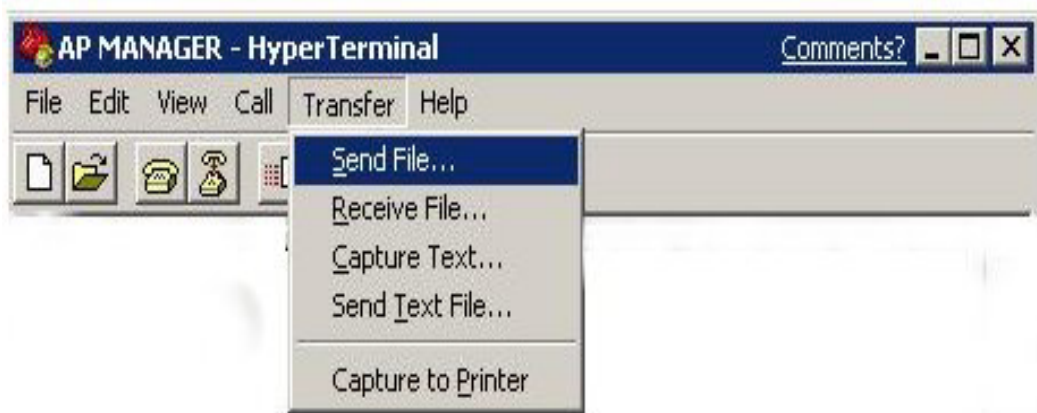 AP MANAGER - HyperTerminal Comments?
File Edit View Call Transfer Help
Send File...
Receive File...
Capture Text...
Send Text File...
Capture to Printer